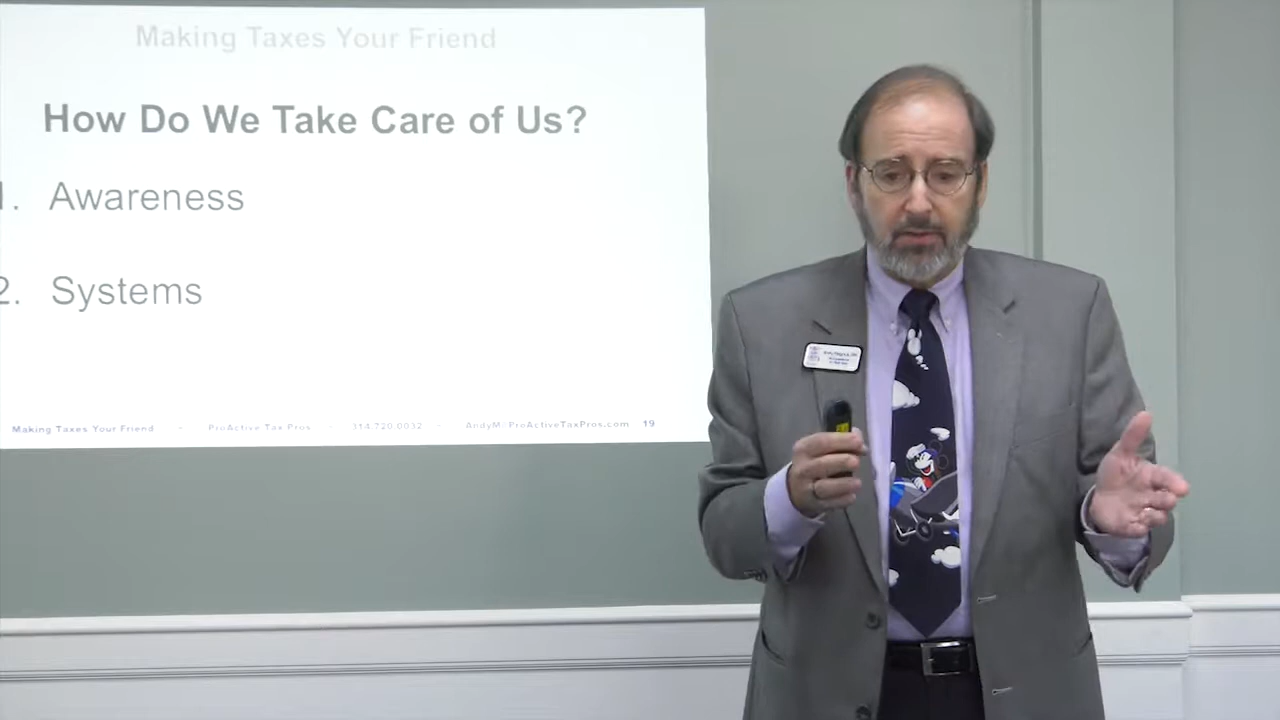 Making Taxes Your Friend
How Do We Take Care of Us?
1. Awareness
2. Systems
Making Taxes Your Friend - ProActive Tax Pros - 314.720.0032 - AndyM@ProActiveTaxPros.com 19